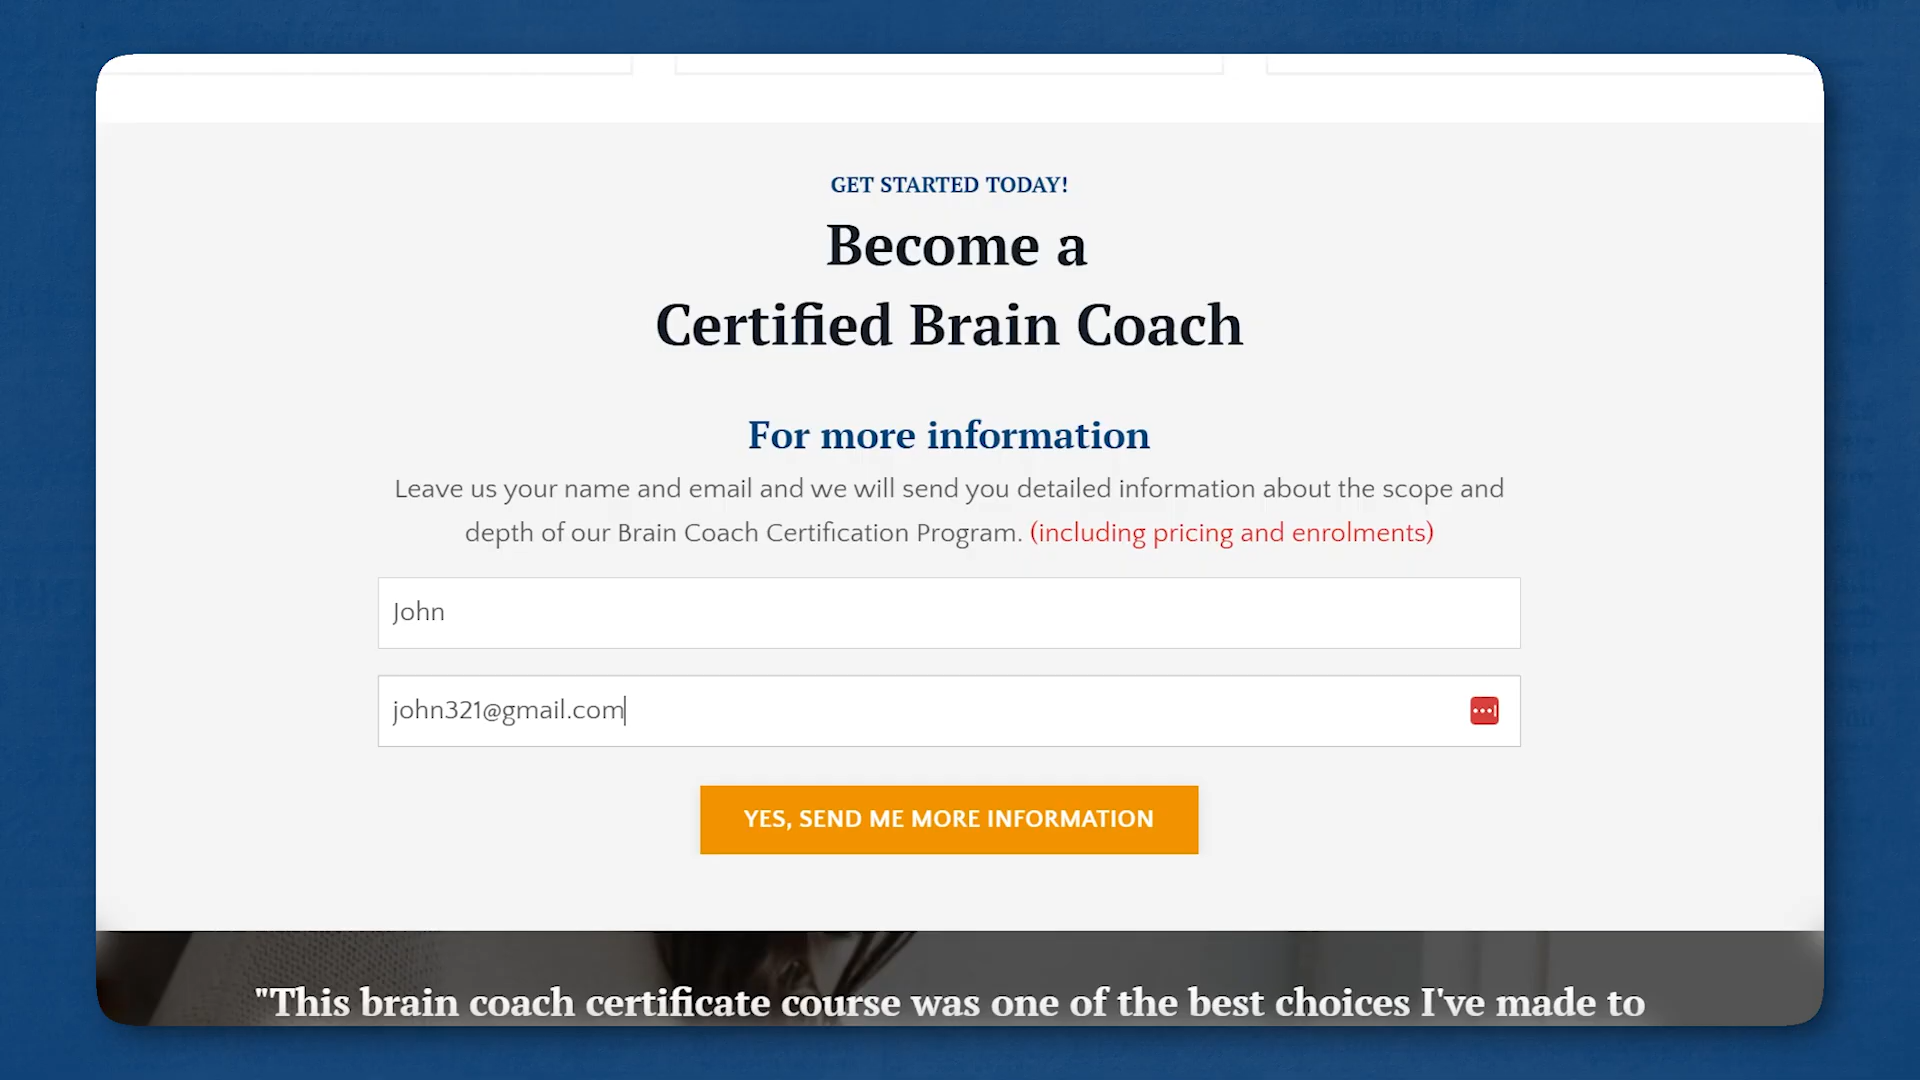 GET STARTED TODAY!
Become a
Certified Brain Coach
For more information
Leave us your name and email and we will send you detailed information about the scope and
depth of our Brain Coach Certification Program. (including pricing and enrolments)
John
john321@gmail.com
YES, SEND ME MORE INFORMATION
"This brain coach certificate course was one of the best choices I've made to